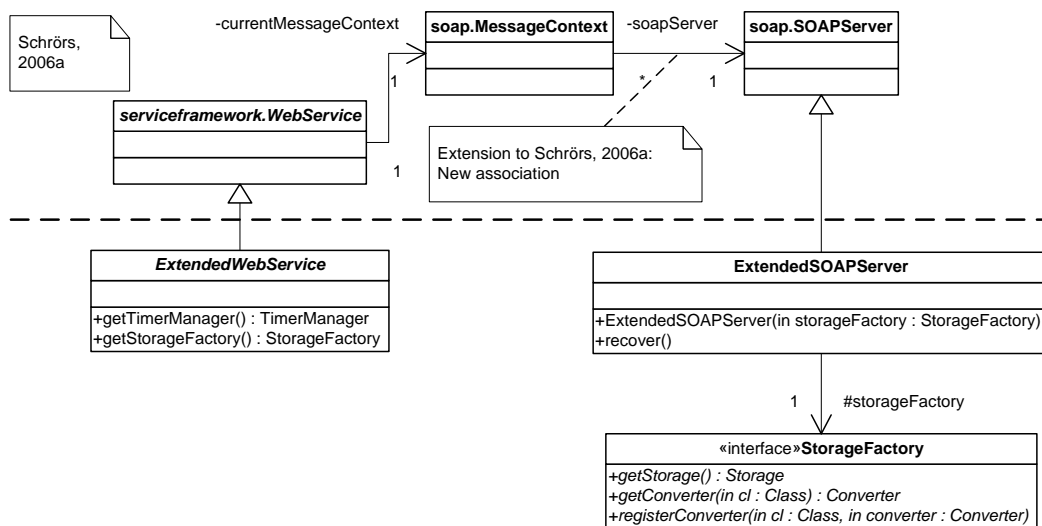 Schrörs,
2006a
-currentMessageContext
soap.MessageContext
-soapServer
soap.SOAPServer
1
*
1
serviceframework.WebService
1
Extension to Schrörs, 2006a:
New association
ExtendedWebService
+getTimerManager() : TimerManager
+getStorageFactory() : StorageFactory
ExtendedSOAPServer
+ExtendedSOAPServer(in storageFactory : StorageFactory)
+recover()
1
#storageFactory
«interface»StorageFactory
+getStorage() : Storage
+getConverter(in cl : Class) : Converter
+registerConverter(in cl : Class, in converter : Converter)